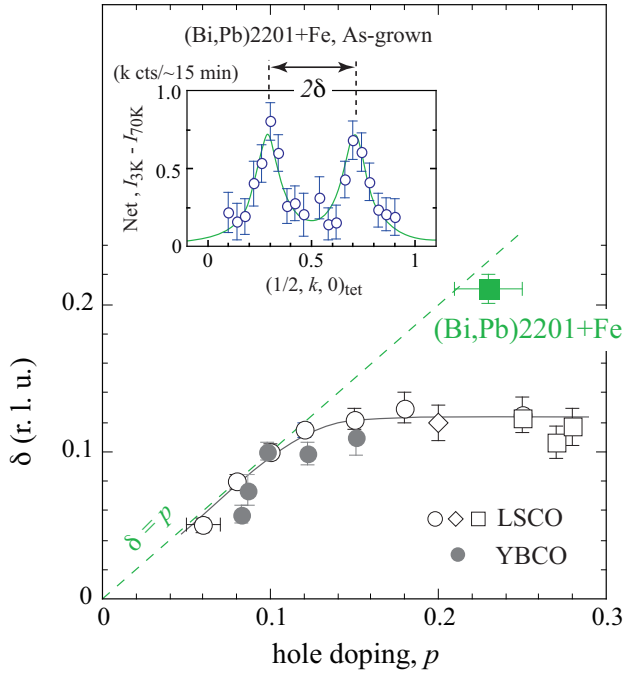 (Bi,Pb)2201+Fe, As-grown
(k cts/~15 min)
2δ
1.0
0.5
0
Net , I3K - I70K
0 0.5 1
(1/2, k, 0)tet
0.2
0.1
0
δ (r. l. u.)
(Bi,Pb)2201+Fe
δ = p
LSCO
YBCO
0 0.1 0.2 0.3
hole doping, p